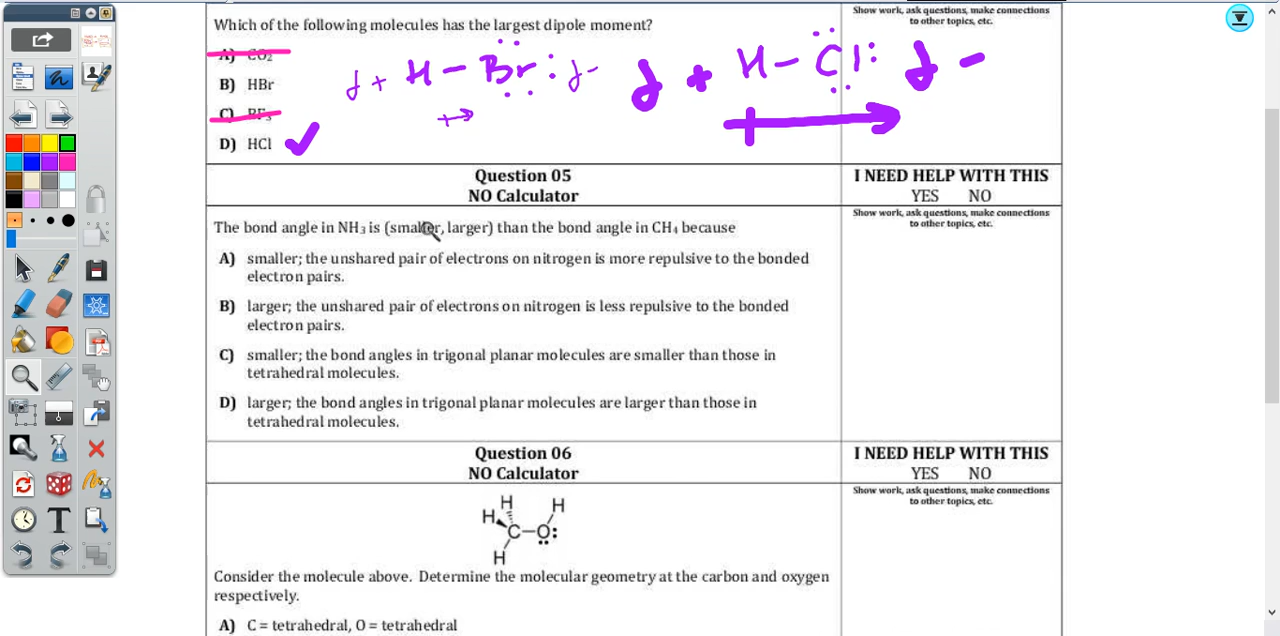 Which of the following molecules has the largest dipole moment?
Show work, ask questions, make connections
to other topics, etc.
A) CO₂
B) HBr
C) BF₃
D) HCl
δ+ H – Br: δ-
δ + H – Cl: δ –
Question 05
NO Calculator
I NEED HELP WITH THIS
YES NO
The bond angle in NH₃ is (smaller, larger) than the bond angle in CH₄ because
Show work, ask questions, make connections
to other topics, etc.
A) smaller; the unshared pair of electrons on nitrogen is more repulsive to the bonded
electron pairs.
B) larger; the unshared pair of electrons on nitrogen is less repulsive to the bonded
electron pairs.
C) smaller; the bond angles in trigonal planar molecules are smaller than those in
tetrahedral molecules.
D) larger; the bond angles in trigonal planar molecules are larger than those in
tetrahedral molecules.
Question 06
NO Calculator
I NEED HELP WITH THIS
YES NO
Show work, ask questions, make connections
to other topics, etc.
H H
H C–O:
H
Consider the molecule above. Determine the molecular geometry at the carbon and oxygen
respectively.
A) C = tetrahedral, O = tetrahedral